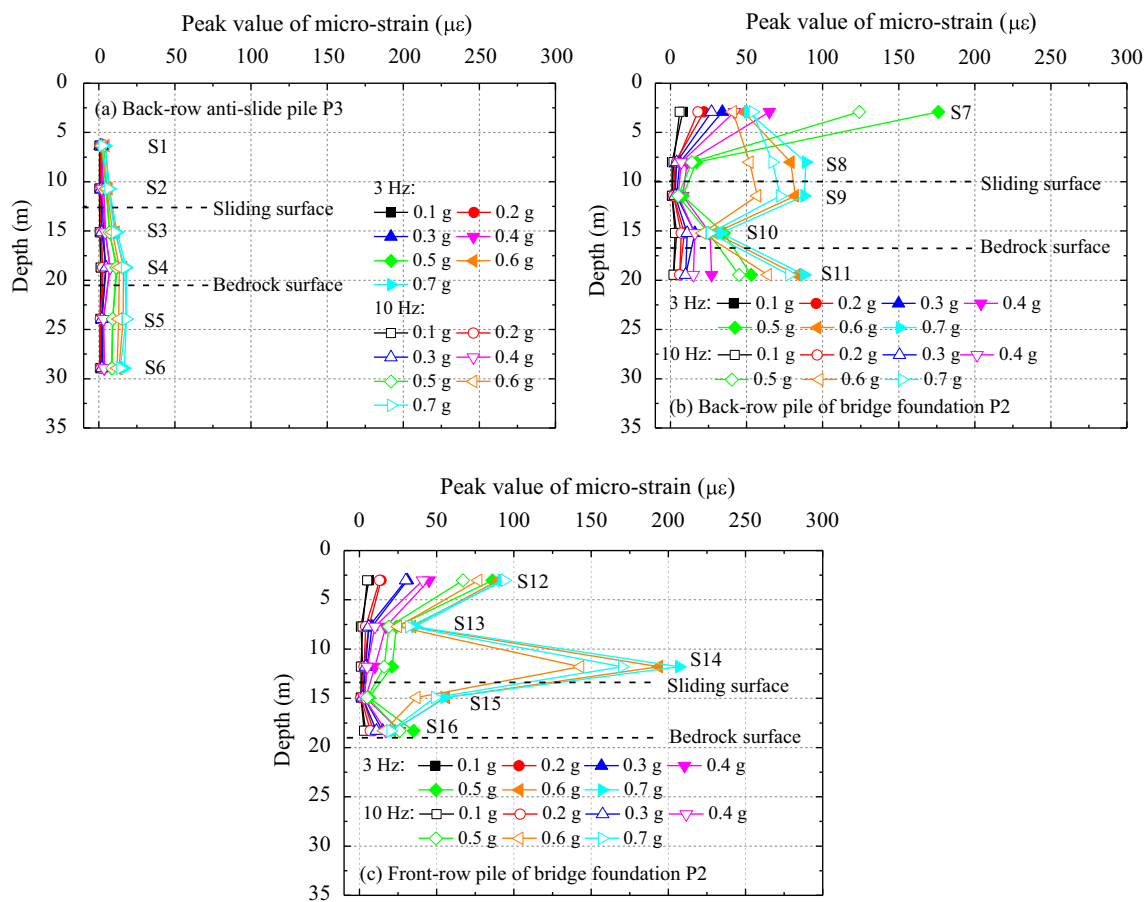 Peak value of micro-strain (με)
0 50 100 150 200 250 300
0
5
10
15
20
25
30
35
Depth (m)
(a) Back-row anti-slide pile P3
S1
S2
Sliding surface
S3
S4
Bedrock surface
S5
S6
3 Hz:
0.1 g 0.2 g
0.3 g 0.4 g
0.5 g 0.6 g
0.7 g
10 Hz:
0.1 g 0.2 g
0.3 g 0.4 g
0.5 g 0.6 g
0.7 g
Peak value of micro-strain (με)
0 50 100 150 200 250 300
0
5
10
15
20
25
30
35
Depth (m)
S7
S8
Sliding surface
S9
S10
Bedrock surface
S11
3 Hz: 0.1 g 0.2 g 0.3 g 0.4 g
0.5 g 0.6 g 0.7 g
10 Hz: 0.1 g 0.2 g 0.3 g 0.4 g
0.5 g 0.6 g 0.7 g
(b) Back-row pile of bridge foundation P2
Peak value of micro-strain (με)
0 50 100 150 200 250 300
0
5
10
15
20
25
30
35
Depth (m)
S12
S13
S14
Sliding surface
S15
S16
Bedrock surface
3 Hz: 0.1 g 0.2 g 0.3 g 0.4 g
0.5 g 0.6 g 0.7 g
10 Hz: 0.1 g 0.2 g 0.3 g 0.4 g
0.5 g 0.6 g 0.7 g
(c) Front-row pile of bridge foundation P2